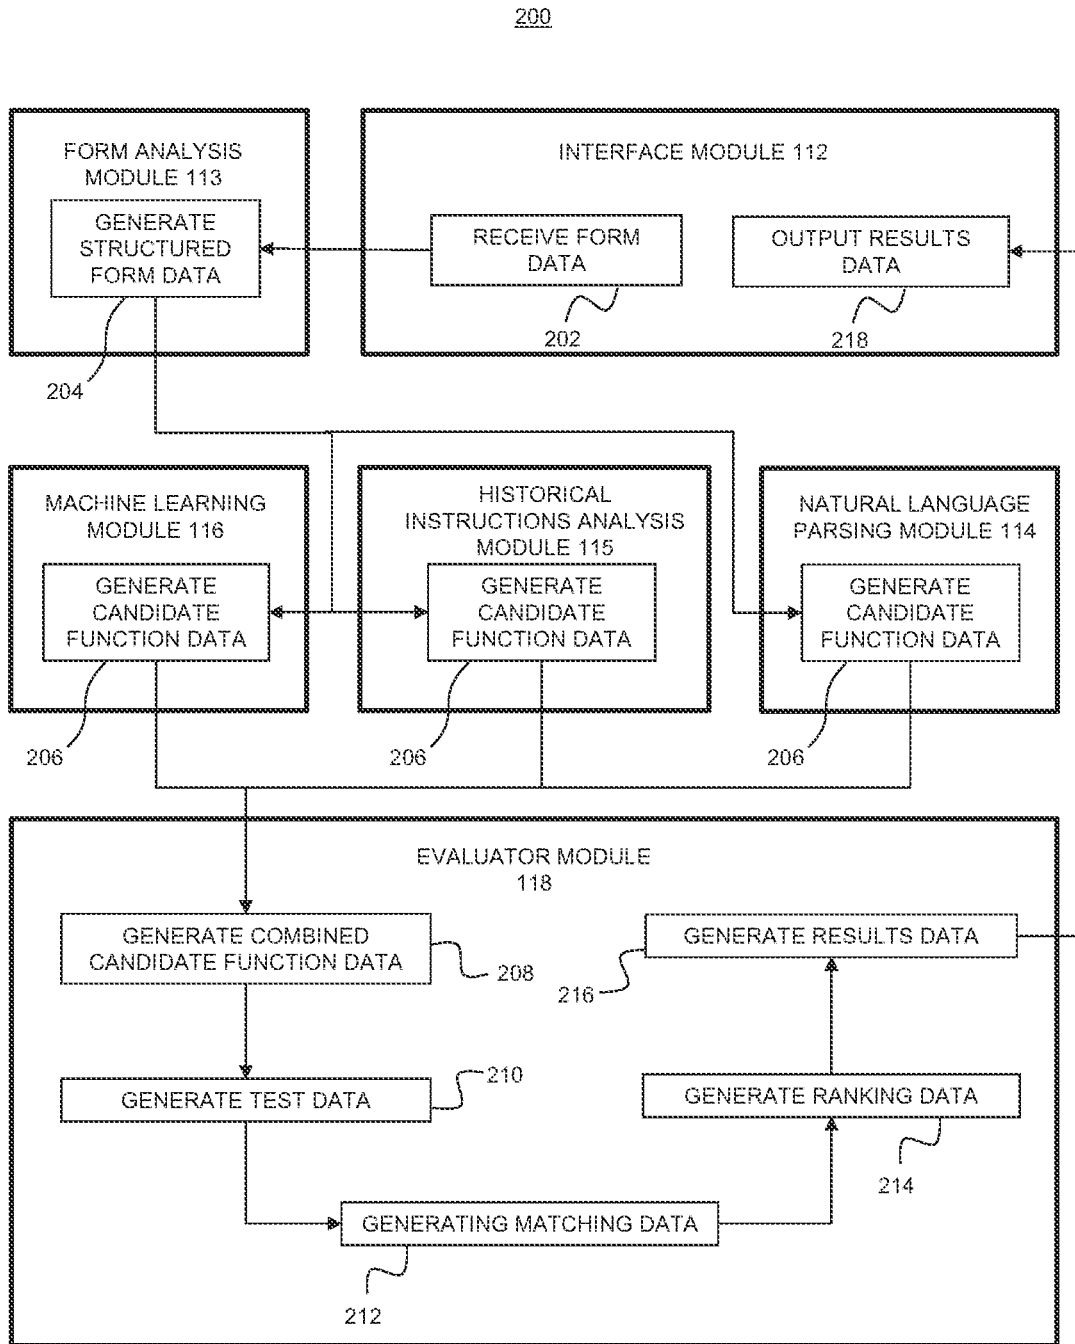 200
FORM ANALYSIS
MODULE 113
GENERATE
STRUCTURED
FORM DATA
204
INTERFACE MODULE 112
RECEIVE FORM
DATA
202
OUTPUT RESULTS
DATA
218
MACHINE LEARNING
MODULE 116
GENERATE
CANDIDATE
FUNCTION DATA
206
HISTORICAL
INSTRUCTIONS ANALYSIS
MODULE 115
GENERATE
CANDIDATE
FUNCTION DATA
206
NATURAL LANGUAGE
PARSING MODULE 114
GENERATE
CANDIDATE
FUNCTION DATA
206
EVALUATOR MODULE
118
GENERATE COMBINED
CANDIDATE FUNCTION DATA
208
GENERATE TEST DATA
210
GENERATING MATCHING DATA
212
GENERATE RANKING DATA
214
GENERATE RESULTS DATA
216